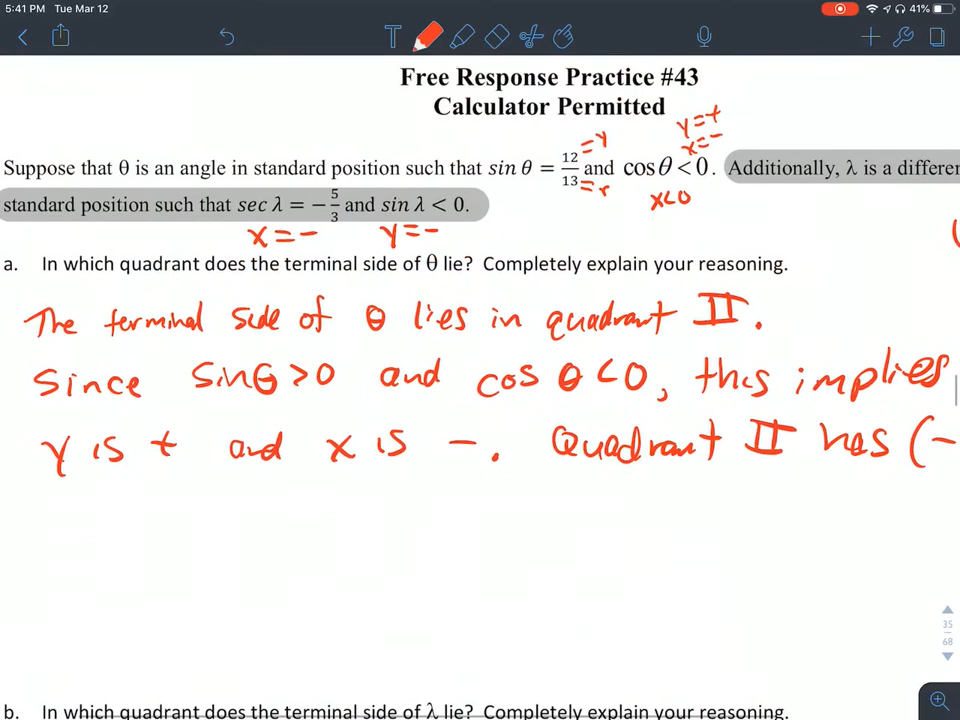 5:41 PM Tue Mar 12
41%
T
Free Response Practice #43
Calculator Permitted
y=+
x=-
=y
Suppose that θ is an angle in standard position such that sin θ = 12/13 and cosθ < 0. Additionally, λ is a differen
=r
x<0
standard position such that sec λ = −5/3 and sin λ < 0.
x=- y=-
a. In which quadrant does the terminal side of θ lie? Completely explain your reasoning.
The terminal side of θ lies in quadrant II.
Since sinθ>0 and cos θ<0, this implies
y is + and x is -. Quadrant II has (-
35
68
b. In which quadrant does the terminal side of λ lie? Completely explain your reasoning.